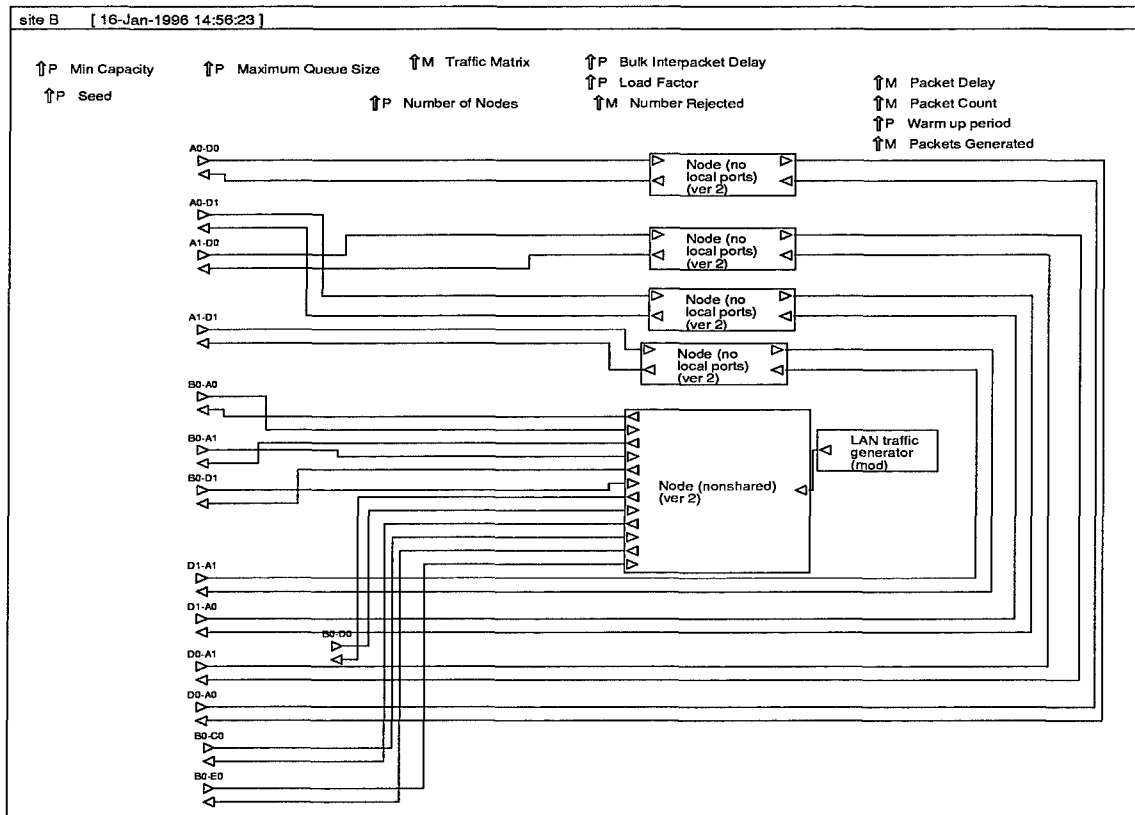 site B [ 16-Jan-1996 14:56:23 ]
⇑P Min Capacity
⇑P Maximum Queue Size
⇑M Traffic Matrix
⇑P Bulk Interpacket Delay
⇑P Seed
⇑P Number of Nodes
⇑P Load Factor
⇑M Number Rejected
⇑M Packet Delay
⇑M Packet Count
⇑P Warm up period
⇑M Packets Generated
A0-D0
Node (no
local ports)
(ver 2)
A0-D1
A1-D0
Node (no
local ports)
(ver 2)
Node (no
local ports)
(ver 2)
A1-D1
Node (no
local ports)
(ver 2)
B0-A0
B0-A1
B0-D1
Node (nonshared)
(ver 2)
LAN traffic
generator
(mod)
D1-A1
D1-A0
B0-D0
D0-A1
D0-A0
B0-C0
B0-E0